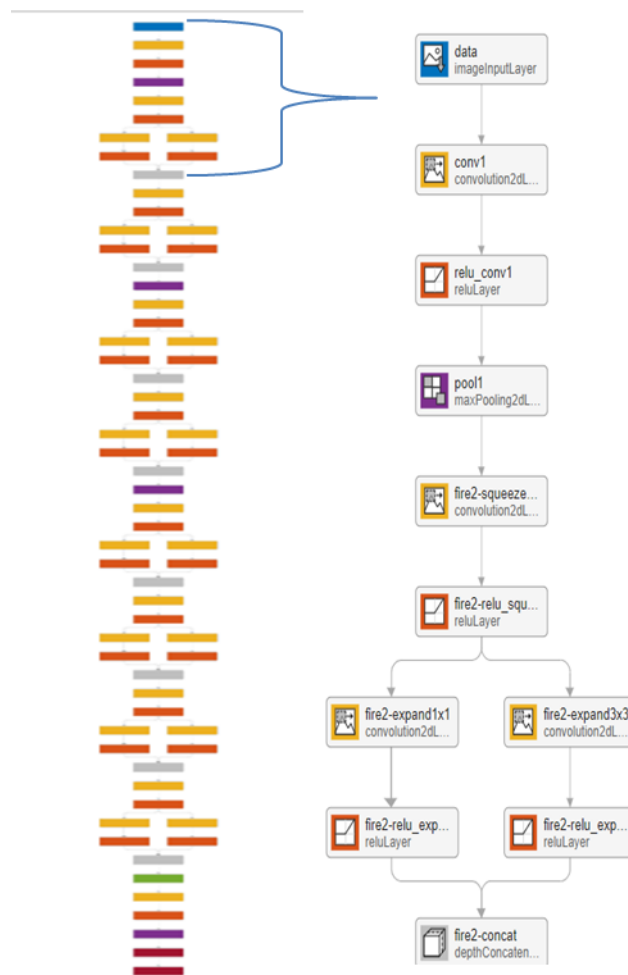 data
imageInputLayer
conv1
convolution2dL...
relu_conv1
reluLayer
pool1
maxPooling2dL...
fire2-squeeze...
convolution2dL...
fire2-relu_squ...
reluLayer
fire2-expand1x1
convolution2dL...
fire2-expand3x3
convolution2dL...
fire2-relu_exp...
reluLayer
fire2-relu_exp...
reluLayer
fire2-concat
depthConcaten...